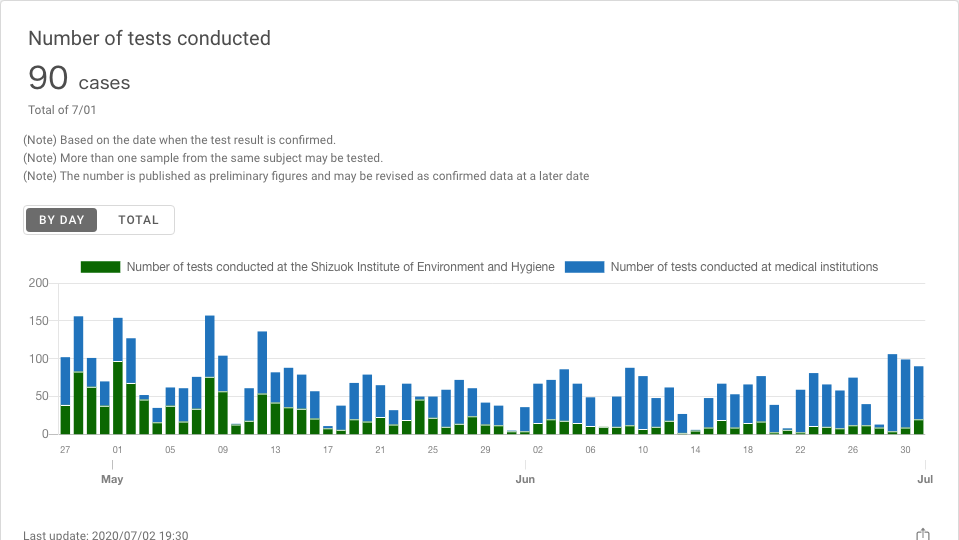 Number of tests conducted
90 cases
Total of 7/01
(Note) Based on the date when the test result is confirmed.
(Note) More than one sample from the same subject may be tested.
(Note) The number is published as preliminary figures and may be revised as confirmed data at a later date
BY DAY TOTAL
Number of tests conducted at the Shizuok Institute of Environment and Hygiene Number of tests conducted at medical institutions
200
150
100
50
0
27 01 05 09 13 17 21 25 29 02 06 10 14 18 22 26 30
May Jun Jul
Last update: 2020/07/02 19:30